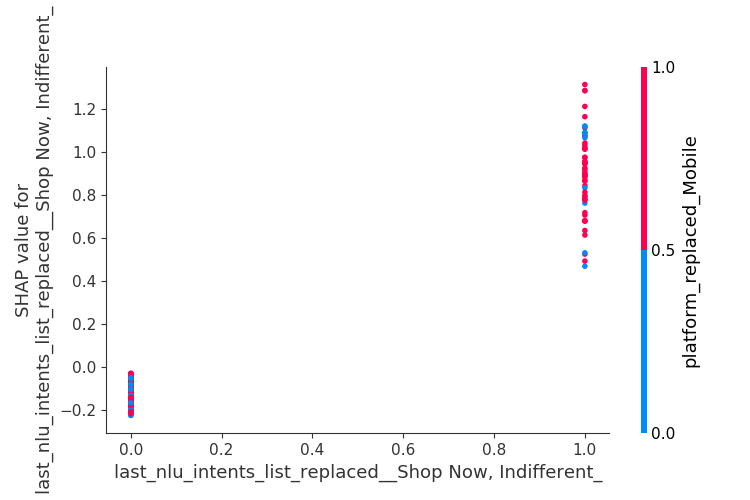 SHAP value for
last_nlu_intents_list_replaced__Shop Now, Indifferent_
1.2
1.0
0.8
0.6
0.4
0.2
0.0
−0.2
0.0 0.2 0.4 0.6 0.8 1.0
last_nlu_intents_list_replaced__Shop Now, Indifferent_
1.0
0.5
0.0
platform_replaced_Mobile